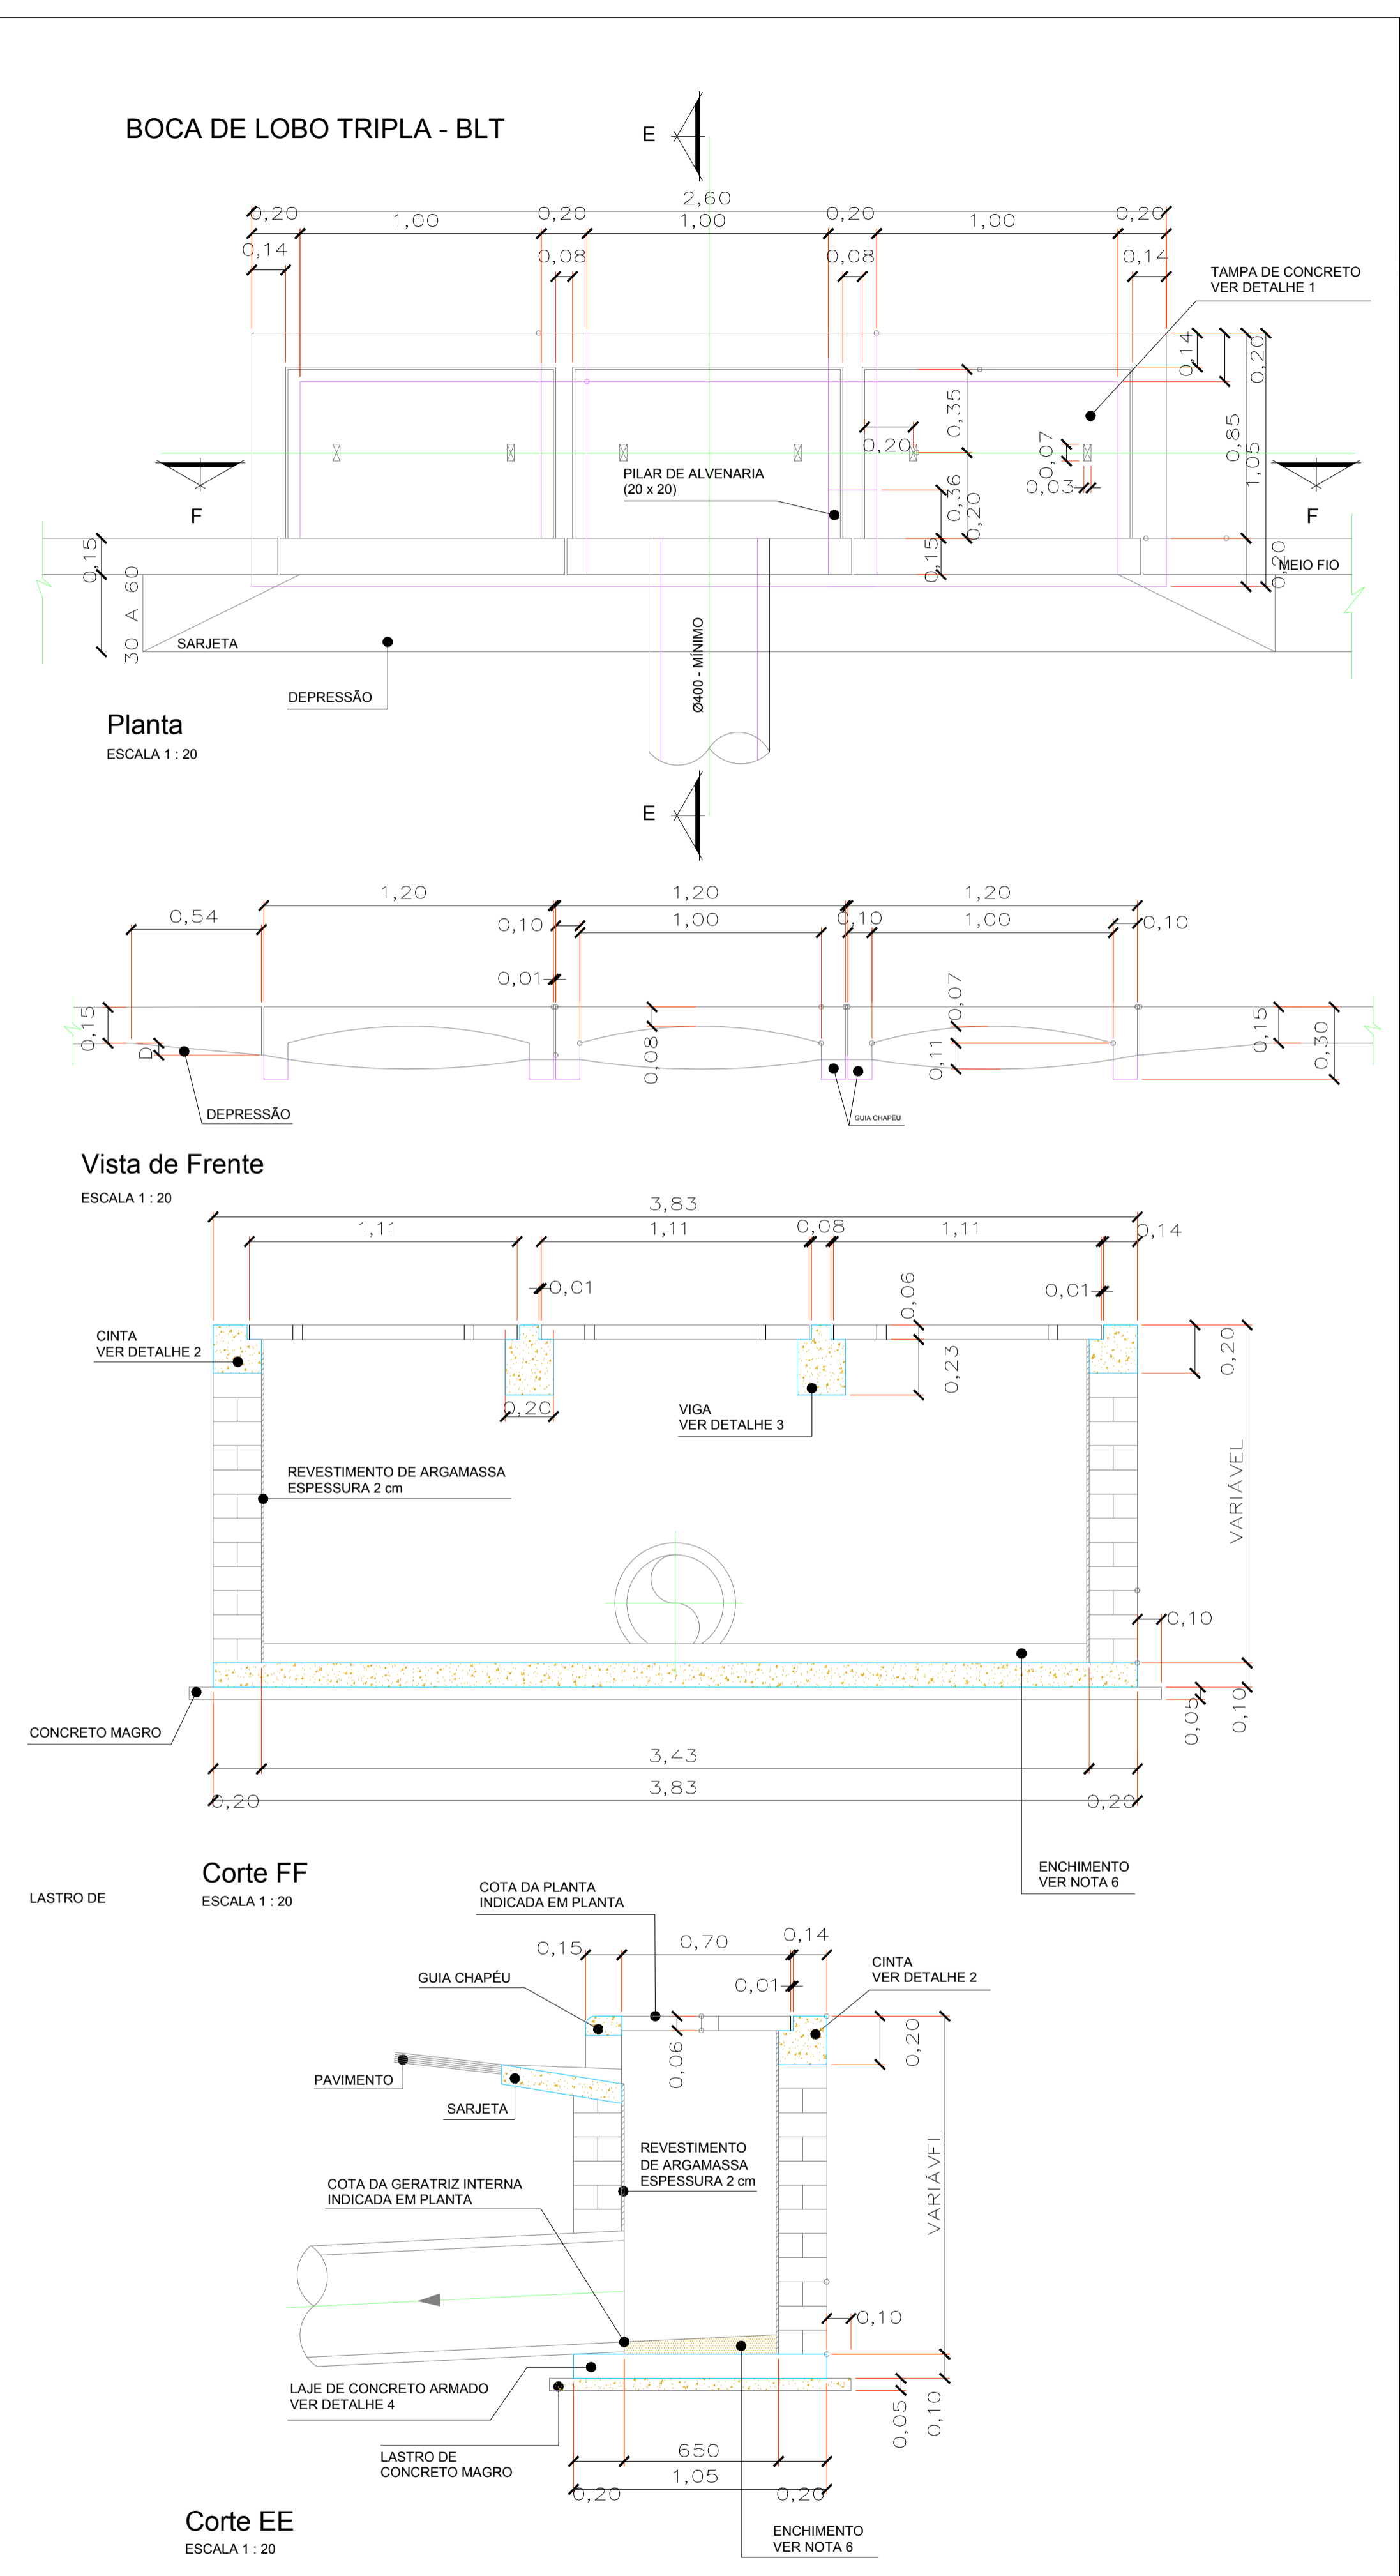 BOCA DE LOBO TRIPLA - BLT
E
2,60
0,20
1,00
0,20
1,00
0,20
1,00
0,20
0,14
0,08
0,08
0,14
TAMPA DE CONCRETO
VER DETALHE 1
0,14
0,20
0,35
0,85
1,05
0,20
0,07
0,03
PILAR DE ALVENARIA
(20 x 20)
0,36
0,20
F
F
0,15
0,15
0,20
MEIO FIO
30 A 60
SARJETA
Ø400 - MÍNIMO
DEPRESSÃO
Planta
ESCALA 1 : 20
E
1,20
1,20
1,20
0,54
0,10
1,00
0,10
1,00
0,10
0,01
0,15
D
0,08
0,07
0,11
0,15
0,30
DEPRESSÃO
GUIA CHAPÉU
Vista de Frente
ESCALA 1 : 20
3,83
1,11
1,11
0,08
1,11
0,14
0,01
0,06
0,01
CINTA
VER DETALHE 2
0,20
0,23
0,20
VIGA
VER DETALHE 3
REVESTIMENTO DE ARGAMASSA
ESPESSURA 2 cm
VARIÁVEL
0,10
0,05
0,10
CONCRETO MAGRO
3,43
3,83
0,20
0,20
ENCHIMENTO
VER NOTA 6
Corte FF
ESCALA 1 : 20
LASTRO DE
COTA DA PLANTA
INDICADA EM PLANTA
0,15
0,70
0,14
GUIA CHAPÉU
0,01
CINTA
VER DETALHE 2
0,06
0,20
PAVIMENTO
SARJETA
REVESTIMENTO
DE ARGAMASSA
ESPESSURA 2 cm
COTA DA GERATRIZ INTERNA
INDICADA EM PLANTA
VARIÁVEL
0,10
LAJE DE CONCRETO ARMADO
VER DETALHE 4
0,05
0,10
LASTRO DE
CONCRETO MAGRO
650
1,05
0,20
0,20
Corte EE
ESCALA 1 : 20
ENCHIMENTO
VER NOTA 6